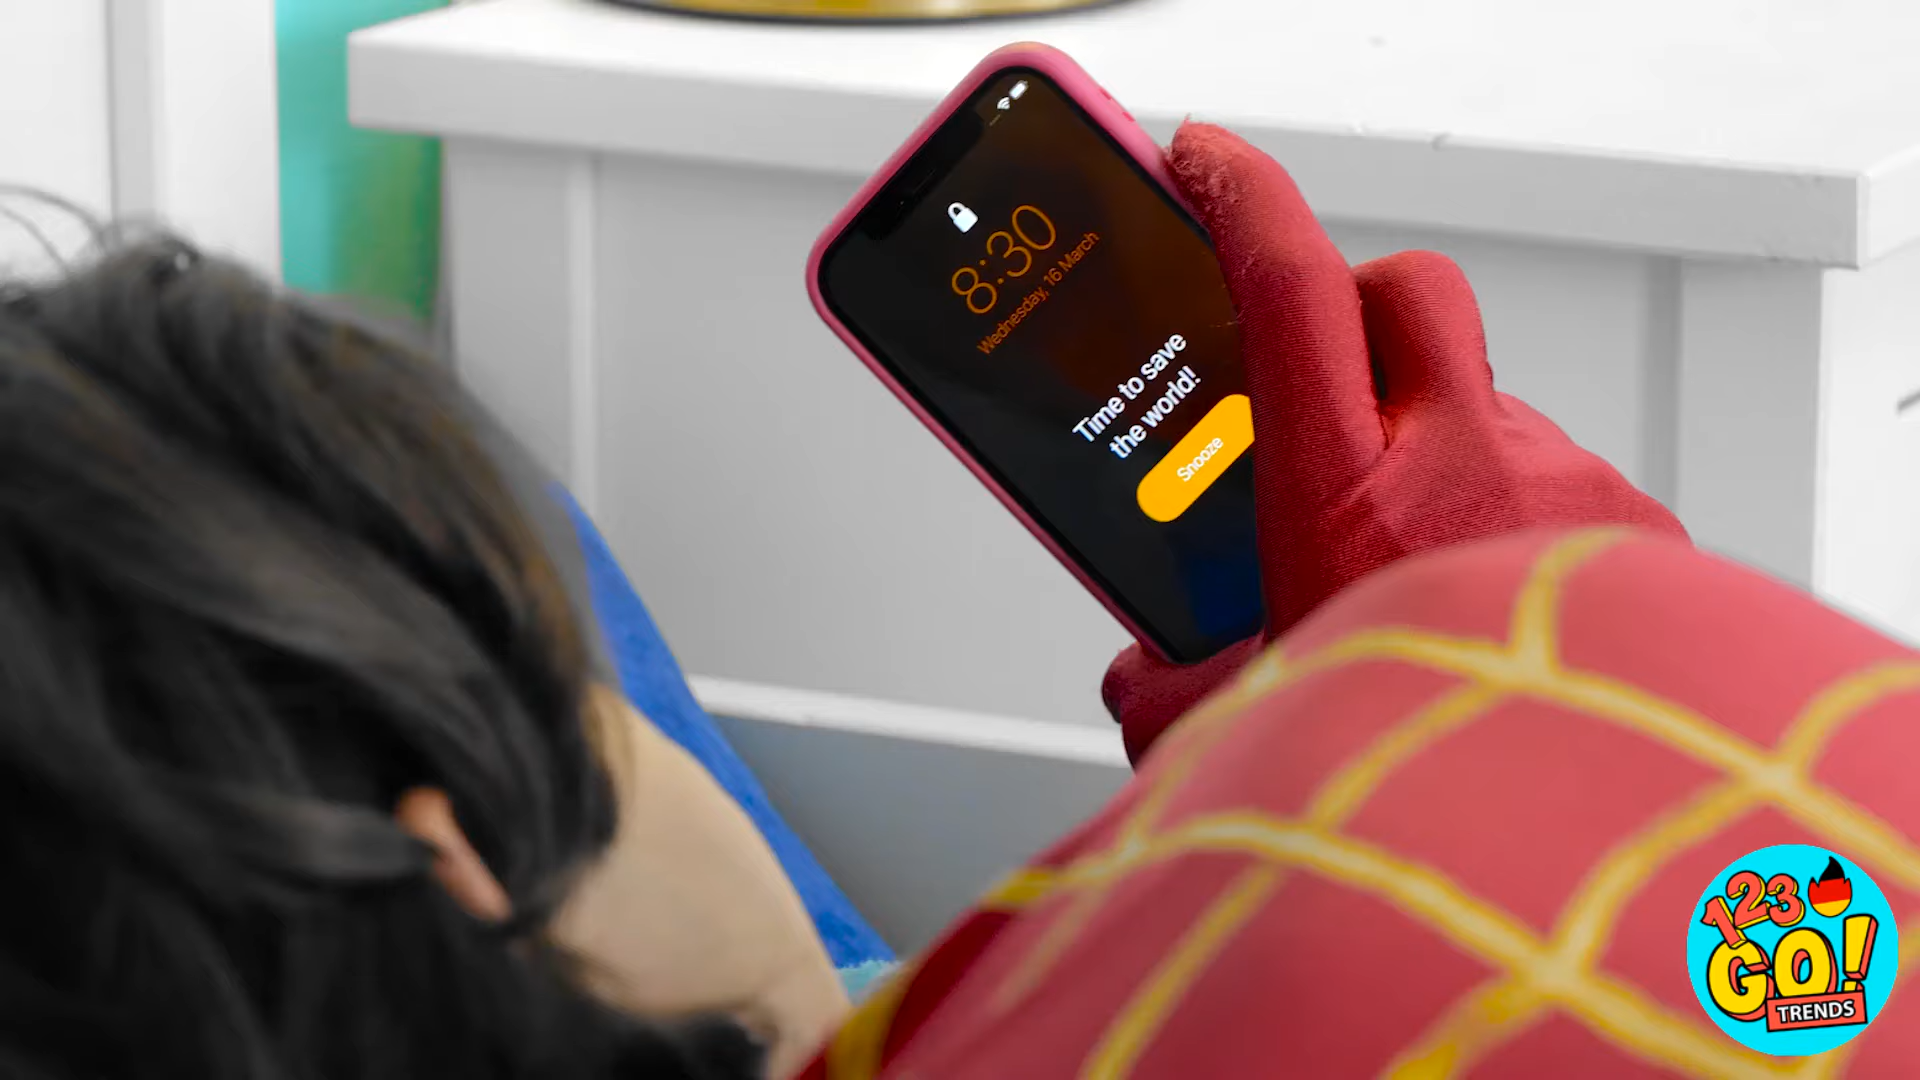 8:30
Wednesday, 16 March
Time to save
the world!
Snooze
123
GO!
TRENDS